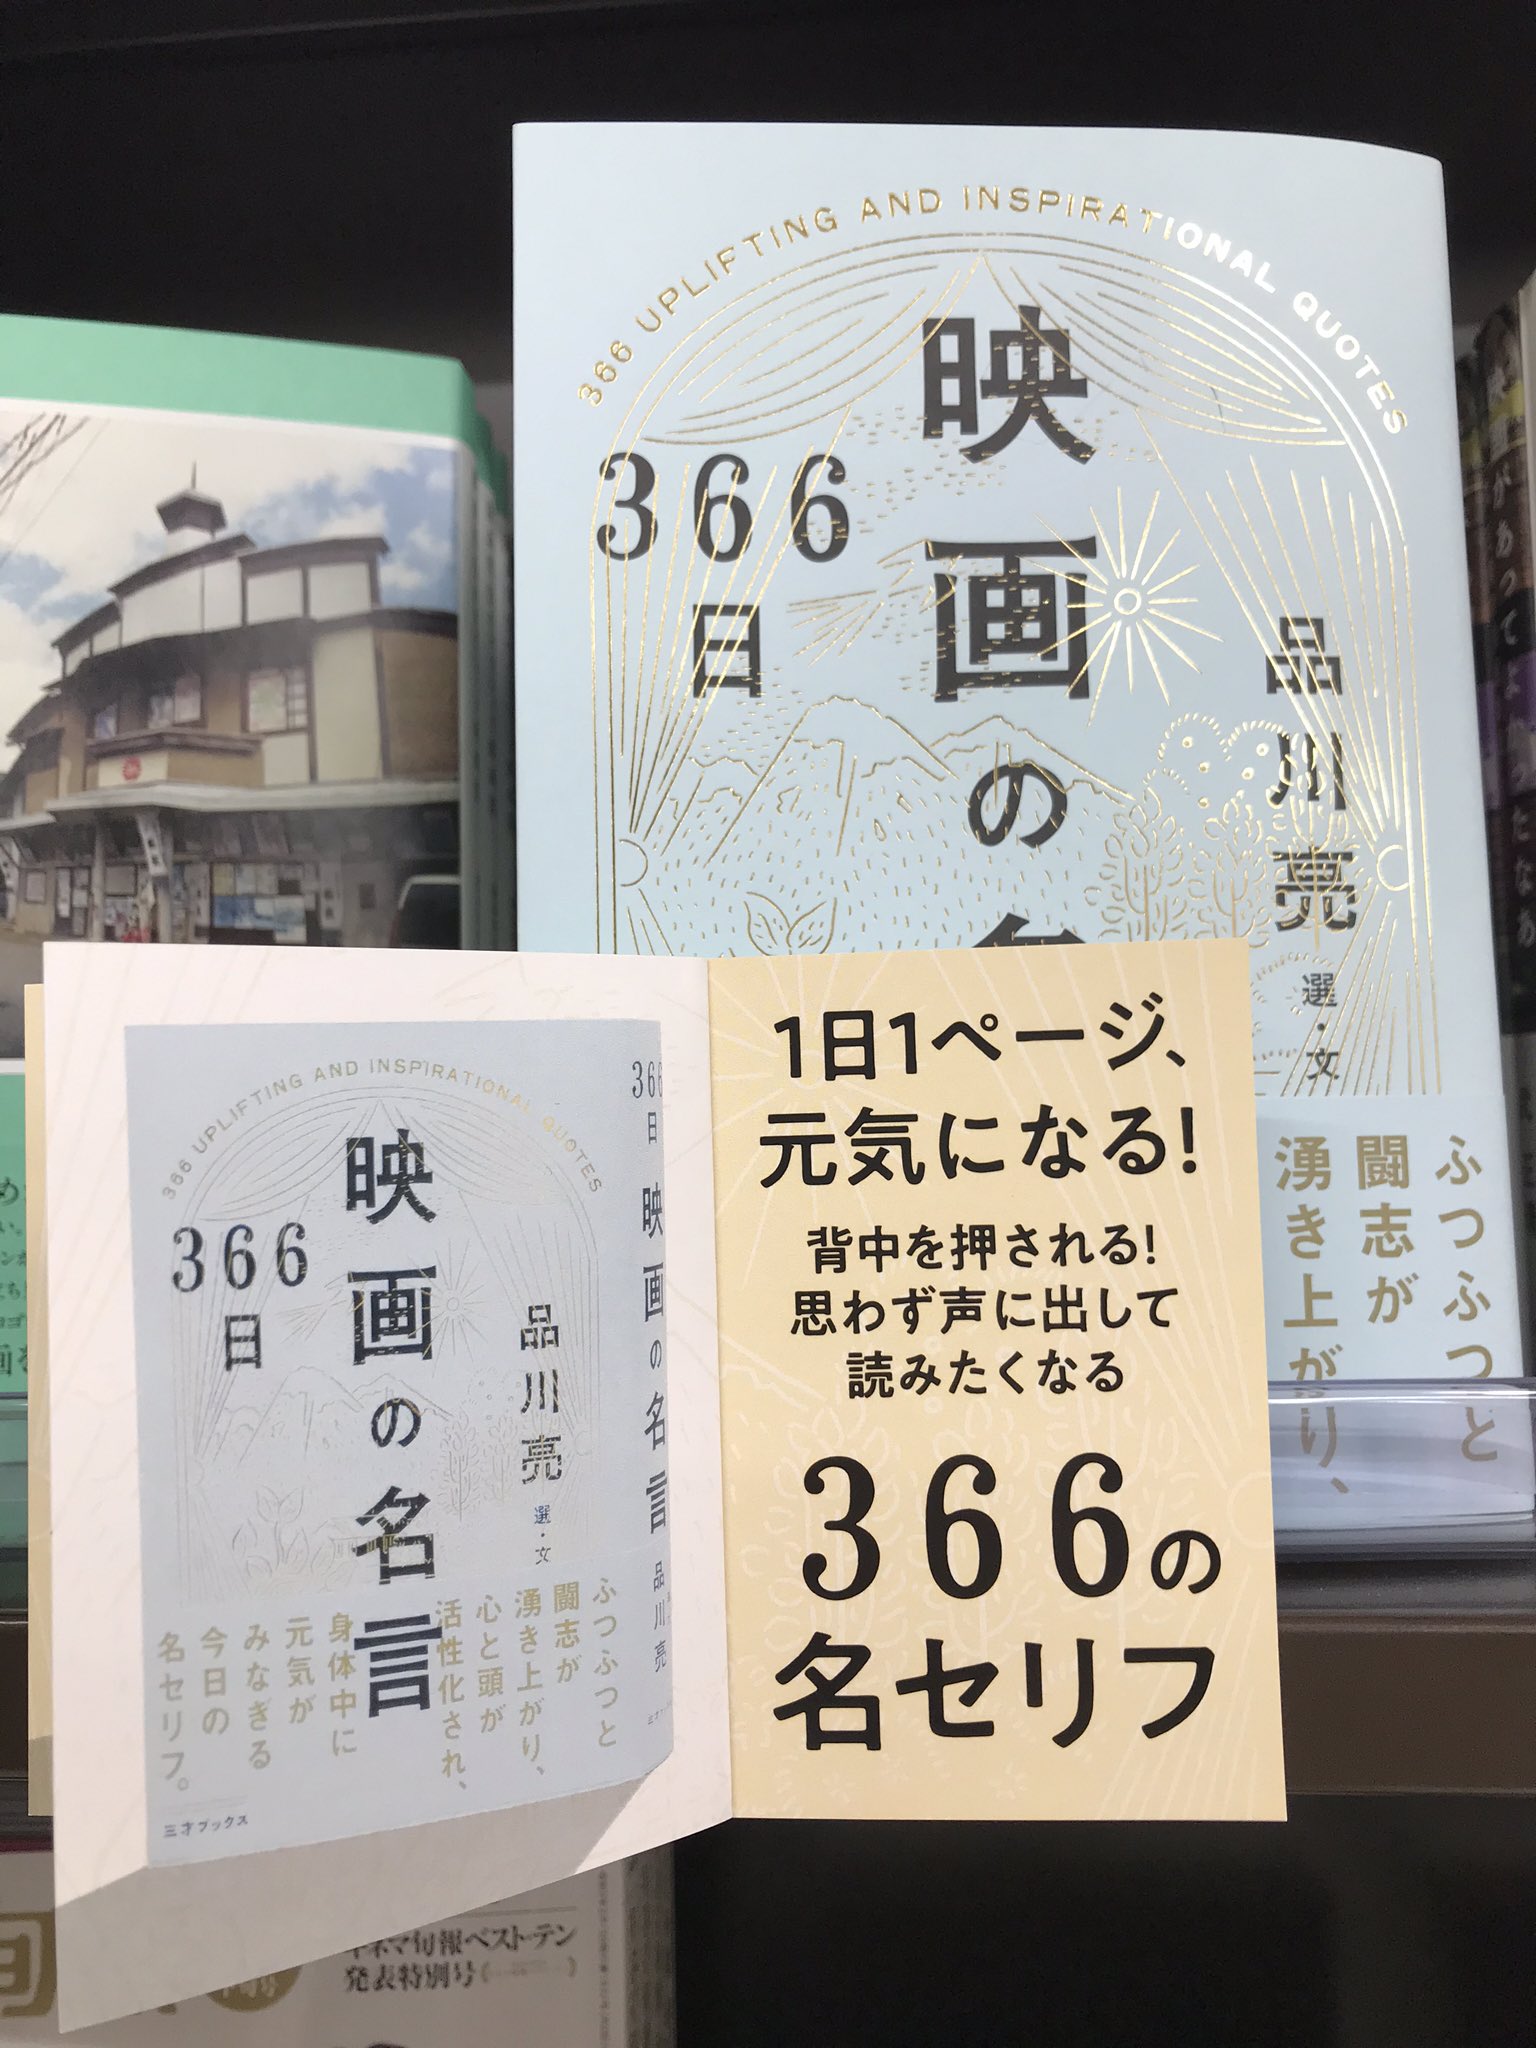 366 UPLIFTING AND INSPIRATIONAL QUOTES
映画の
366日
品川亮
選・文
ふつふつと
闘志が
湧き上がり、
366 UPLIFTING AND INSPIRATIONAL QUOTES
映画の名言
366日
品川亮
選・文
ふつふつと
闘志が
湧き上がり、
心と頭が
活性化され、
身体中に
元気が
みなぎる
今日の
名セリフ。
三才ブックス
366日 映画の名言 品川亮
1日1ページ、
元気になる!
背中を押される!
思わず声に出して
読みたくなる
366の
名セリフ
キネマ旬報ベスト・テン
発表特別号